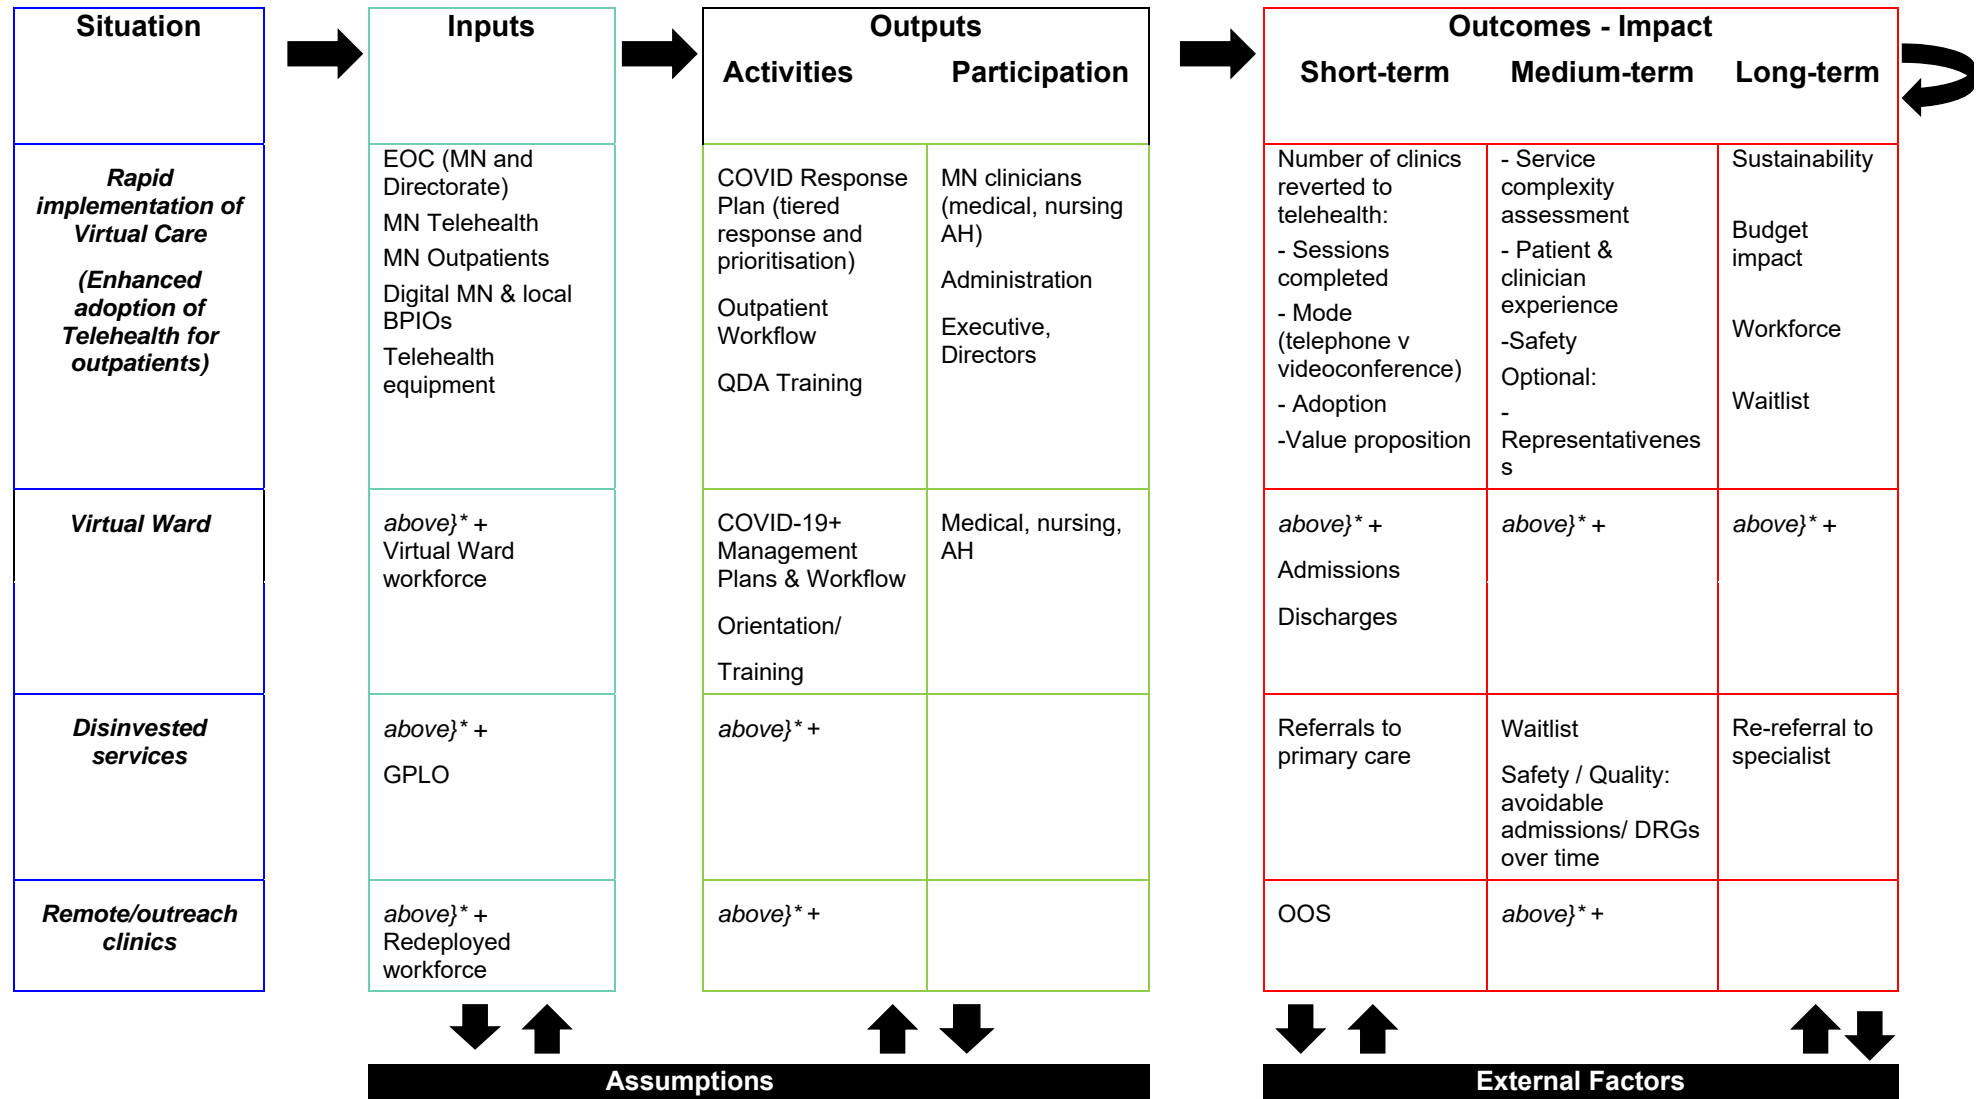 Situation
Inputs
Outputs
Activities
Participation
Outcomes - Impact
Short-term
Medium-term
Long-term
Rapid
implementation of
Virtual Care
(Enhanced
adoption of
Telehealth for
outpatients)
EOC (MN and
Directorate)
MN Telehealth
MN Outpatients
Digital MN & local
BPIOs
Telehealth
equipment
COVID Response
Plan (tiered
response and
prioritisation)
Outpatient
Workflow
QDA Training
MN clinicians
(medical, nursing
AH)
Administration
Executive,
Directors
Number of clinics
reverted to
telehealth:
- Sessions
completed
- Mode
(telephone v
videoconference)
- Adoption
-Value proposition
- Service
complexity
assessment
- Patient &
clinician
experience
-Safety
Optional:
-
Representativenes
s
Sustainability
Budget
impact
Workforce
Waitlist
Virtual Ward
above}* +
Virtual Ward
workforce
COVID-19+
Management
Plans & Workflow
Orientation/
Training
Medical, nursing,
AH
above}* +
Admissions
Discharges
above}* +
above}* +
Disinvested
services
above}* +
GPLO
above}* +
Referrals to
primary care
Waitlist
Safety / Quality:
avoidable
admissions/ DRGs
over time
Re-referral to
specialist
Remote/outreach
clinics
above}* +
Redeployed
workforce
above}* +
OOS
above}* +
Assumptions
External Factors